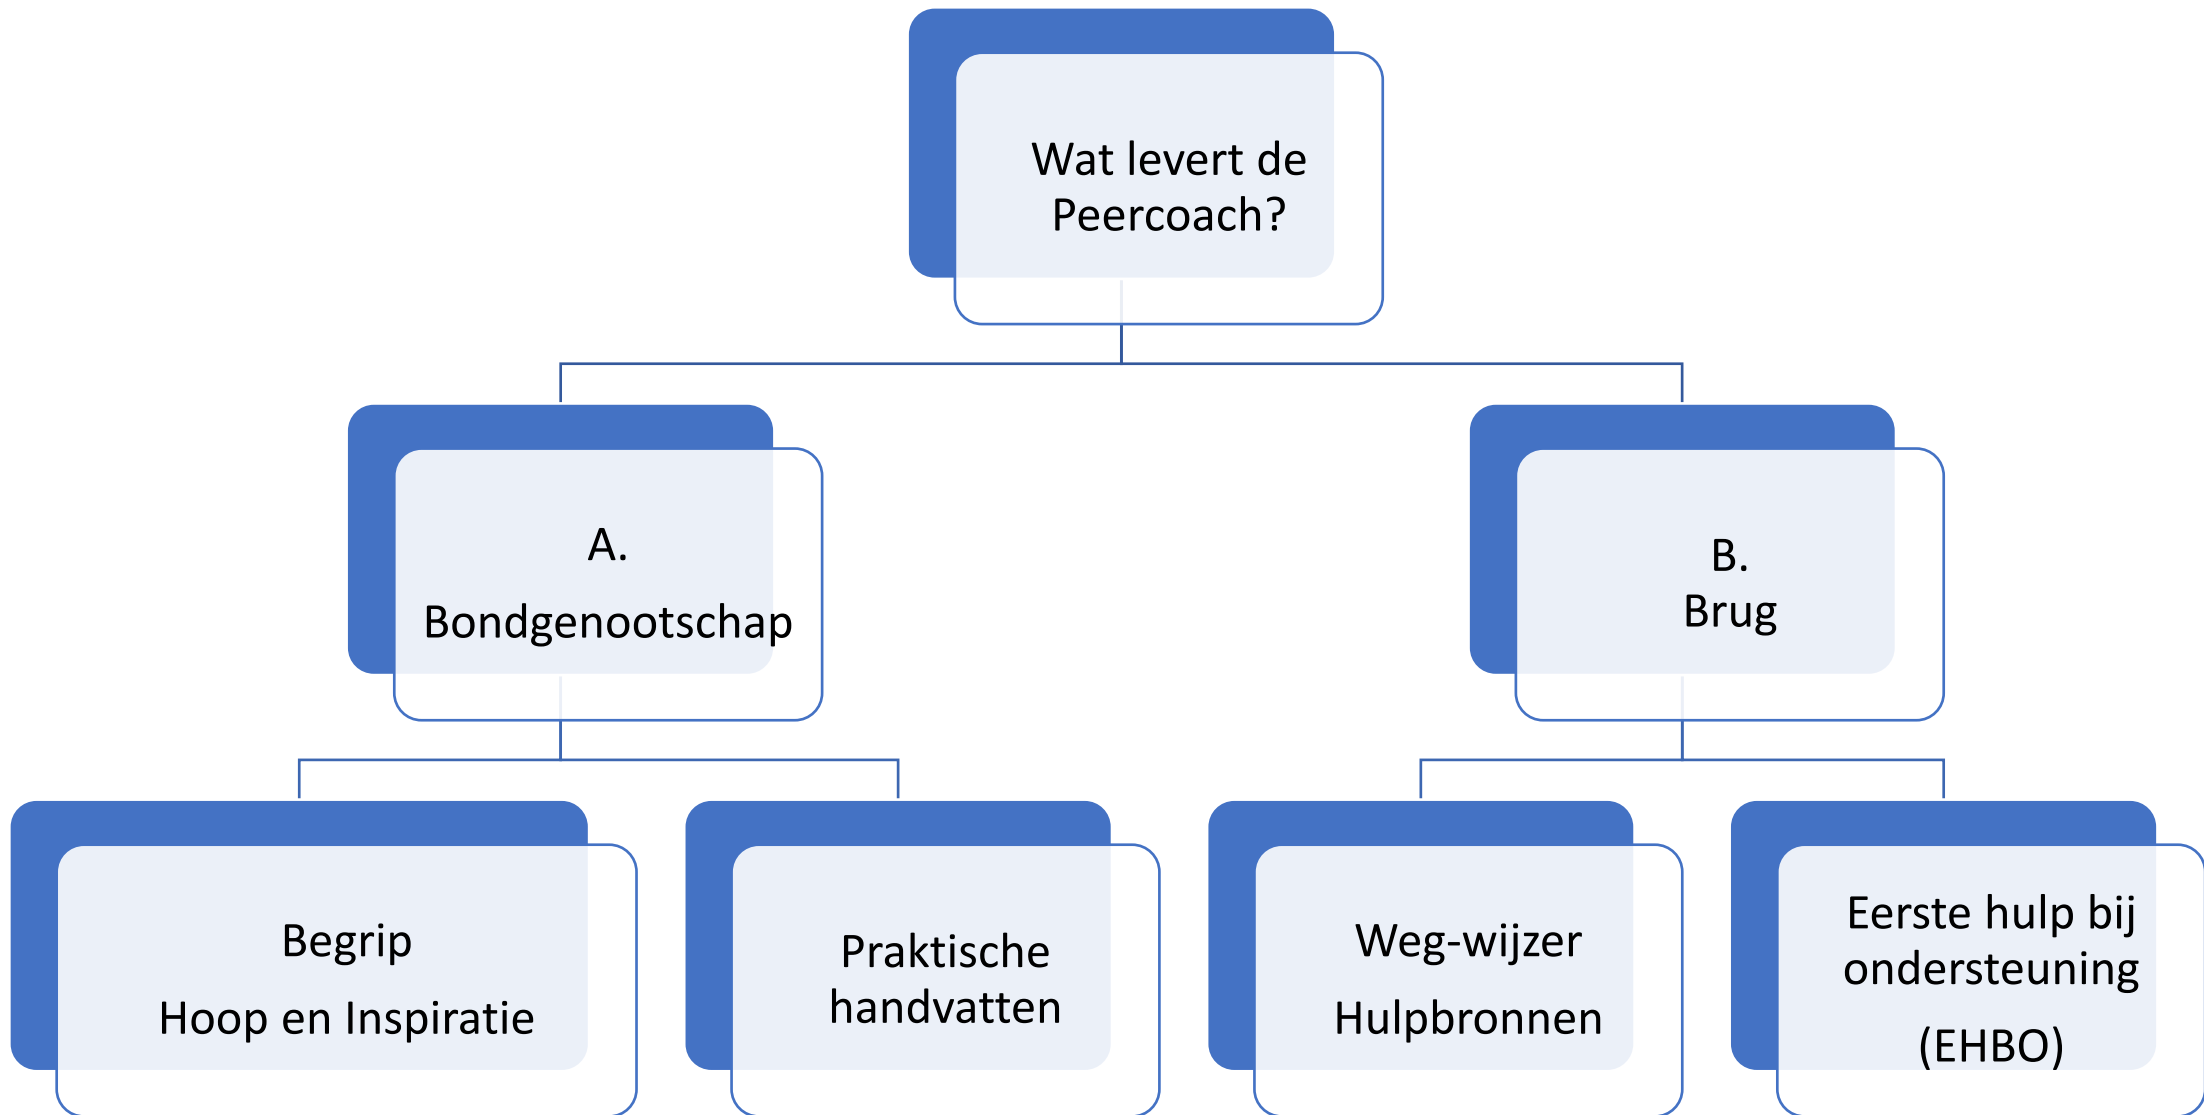 Wat levert de
Peercoach?
A.
Bondgenootschap
B.
Brug
Begrip
Hoop en Inspiratie
Praktische
handvatten
Weg-wijzer
Hulpbronnen
Eerste hulp bij
ondersteuning
(EHBO)